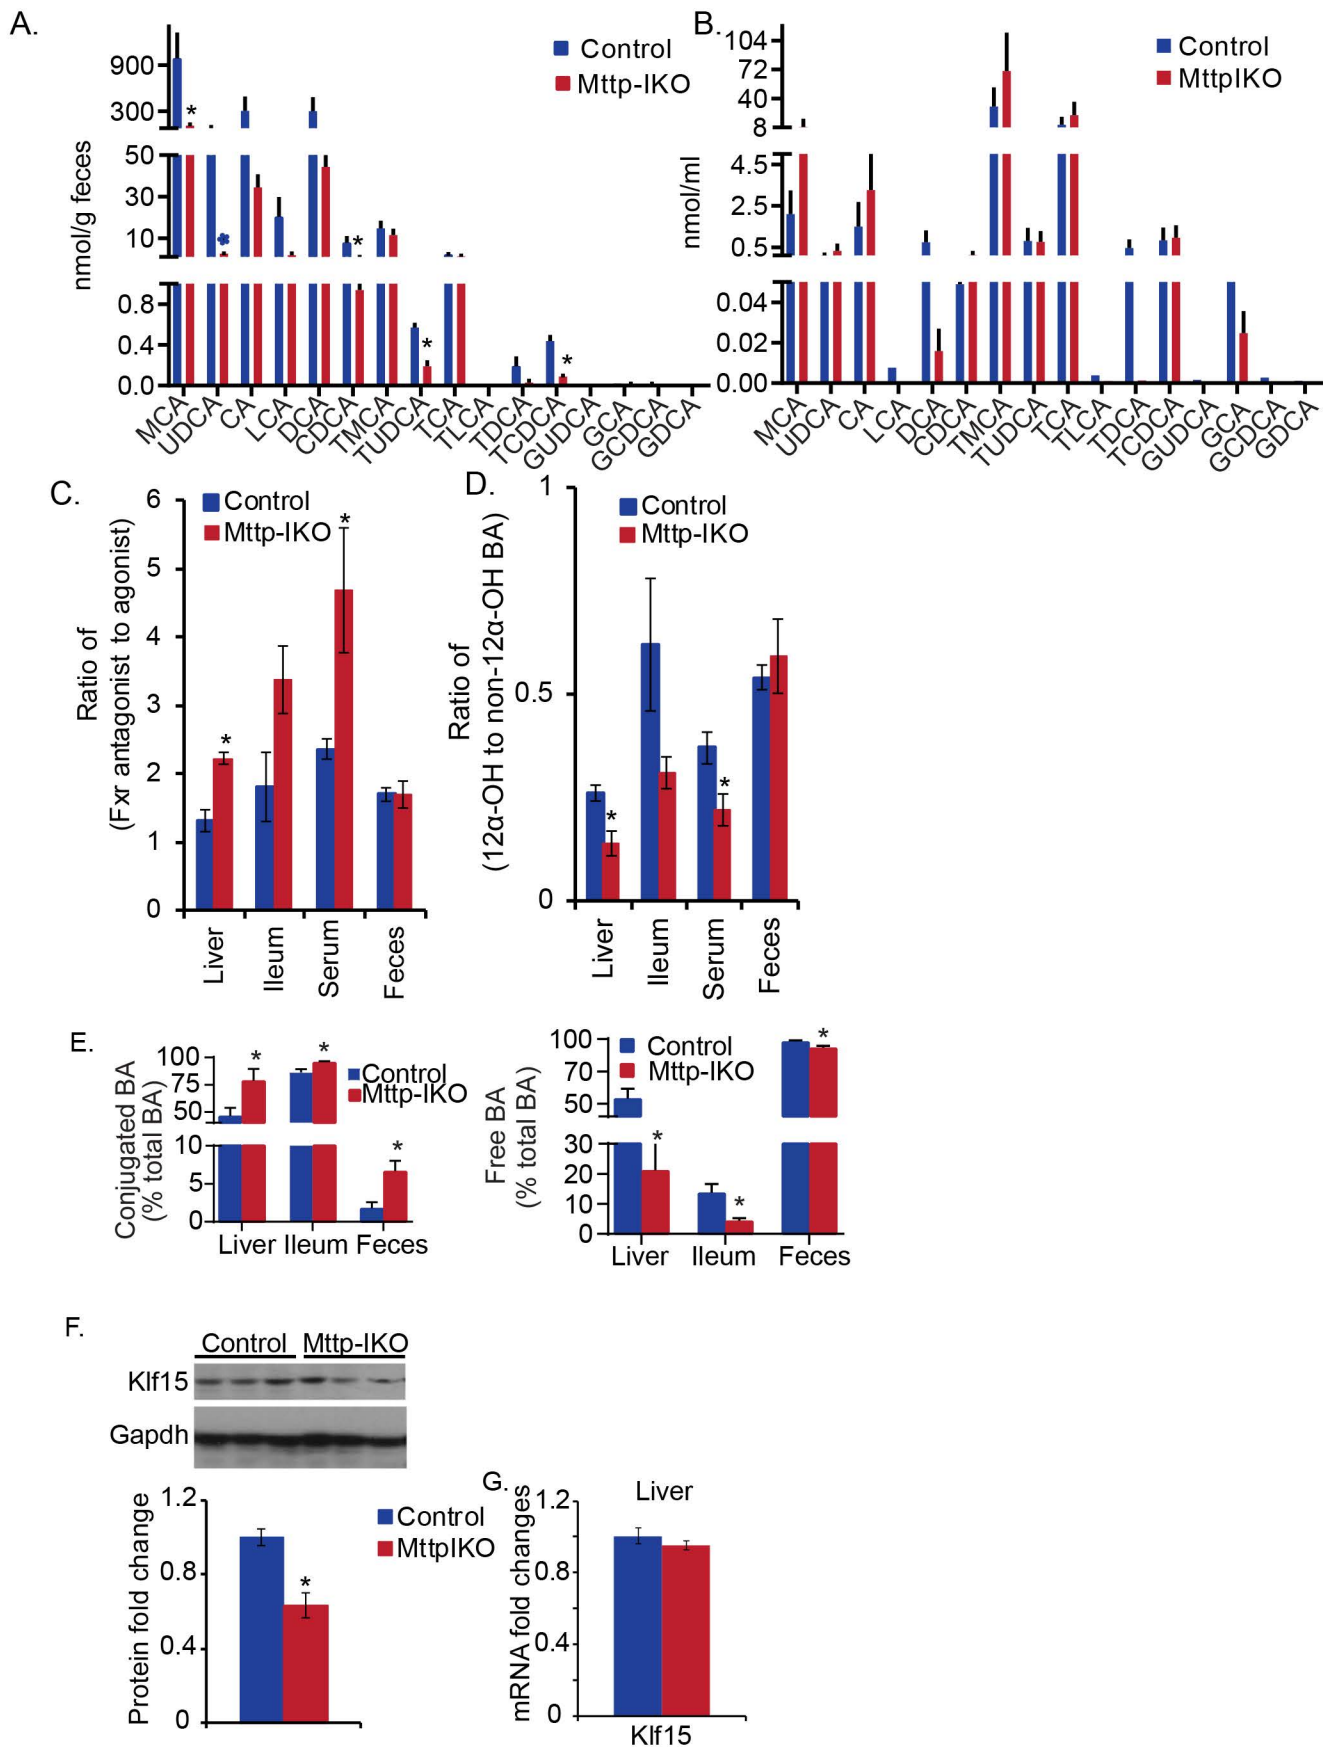 A.
Control
Mttp-IKO
nmol/g feces
900
300
50
30
10
0.8
0.4
0.0
*
*
*
*
MCA
UDCA
CA
LCA
DCA
CDCA
TMCA
TUDCA
TCA
TLCA
TDCA
TCDCA
GUDCA
GCA
GCDCA
GDCA
B.
Control
MttpIKO
nmol/ml
104
72
40
8
4.5
2.5
0.5
0.04
0.02
0.00
MCA
UDCA
CA
LCA
DCA
CDCA
TMCA
TUDCA
TCA
TLCA
TDCA
TCDCA
GUDCA
GCA
GCDCA
GDCA
C.
Control
Mttp-IKO
Ratio of
(Fxr antagonist to agonist)
6
5
4
3
2
1
0
*
*
Liver
Ileum
Serum
Feces
D.
Control
Mttp-IKO
Ratio of
(12α-OH to non-12α-OH BA)
1
0.5
0
*
*
Liver
Ileum
Serum
Feces
E.
Conjugated BA
(% total BA)
100
75
50
10
5
0
*
*
*
Control
Mttp-IKO
Liver
Ileum
Feces
Free BA
(% total BA)
100
70
50
30
20
10
0
Control
Mttp-IKO
*
*
*
Liver
Ileum
Feces
F.
Control
Mttp-IKO
Klf15
Gapdh
Protein fold change
1.2
0.8
0.4
0
*
Control
MttpIKO
G.
Liver
mRNA fold changes
1.2
0.8
0.4
0
Klf15